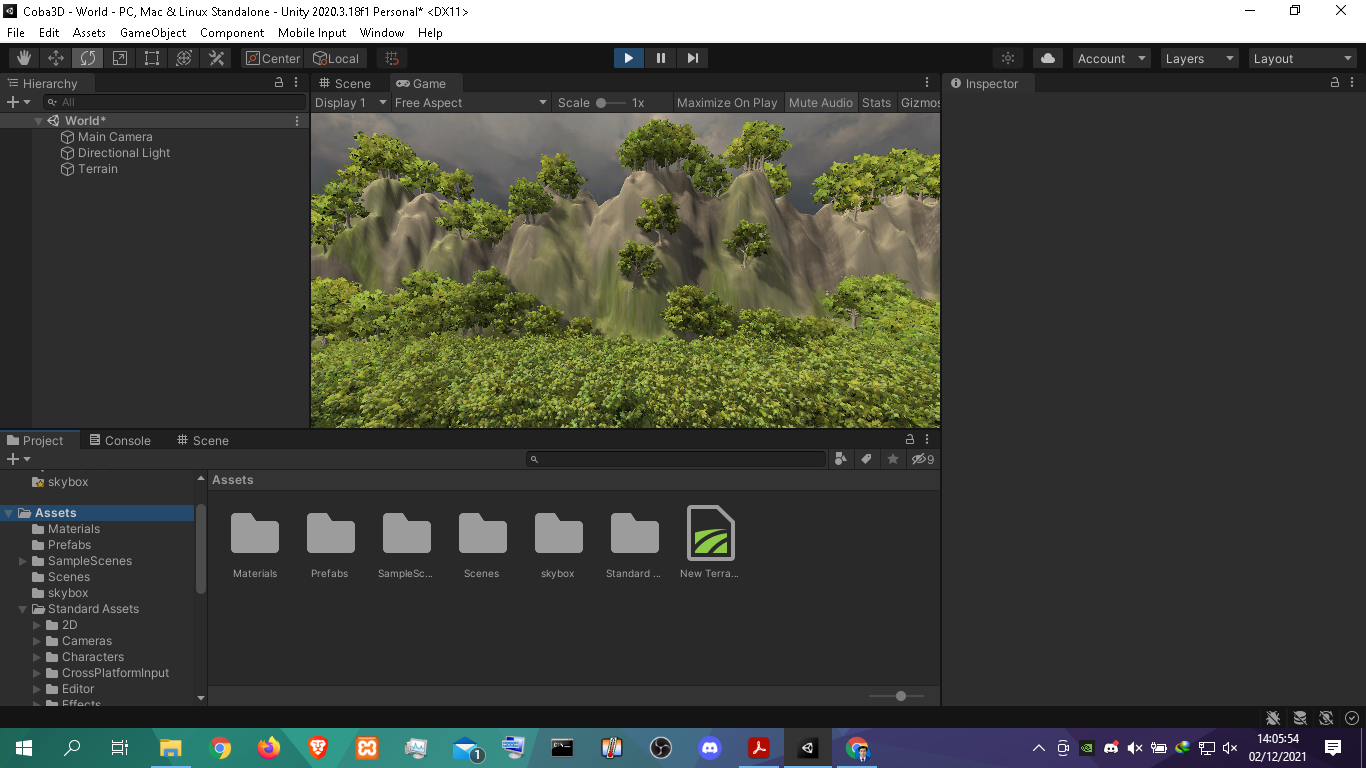 Coba3D - World - PC, Mac & Linux Standalone - Unity 2020.3.18f1 Personal* <DX11>
File Edit Assets GameObject Component Mobile Input Window Help
Center Local Account Layers Layout
Hierarchy
All
World*
Main Camera
Directional Light
Terrain
Scene Game
Display 1 Free Aspect Scale 1x Maximize On Play Mute Audio Stats Gizmos
Inspector
Project Console Scene
9
skybox
Assets
Materials
Prefabs
SampleScenes
Scenes
skybox
Standard Assets
2D
Cameras
Characters
CrossPlatformInput
Editor
Effects
Assets
Materials Prefabs SampleSc... Scenes skybox Standard ... New Terra...
1
14:05:54
02/12/2021